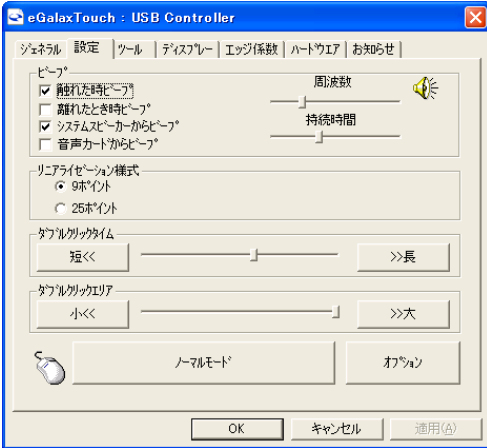 eGalaxTouch : USB Controller
ジェネラル 設定 ツール ディスプレー エッジ係数 ハードウエア お知らせ
ビープ
触れた時ビープ
離れたとき時ビープ
システムスピーカーからビープ
音声カードからビープ
周波数
持続時間
リニアライゼーション様式
9ポイント
25ポイント
ダブルクリックタイム
短<<
>>長
ダブルクリックエリア
小<<
>>大
ノーマルモード
オプション
OK キャンセル 適用(A)